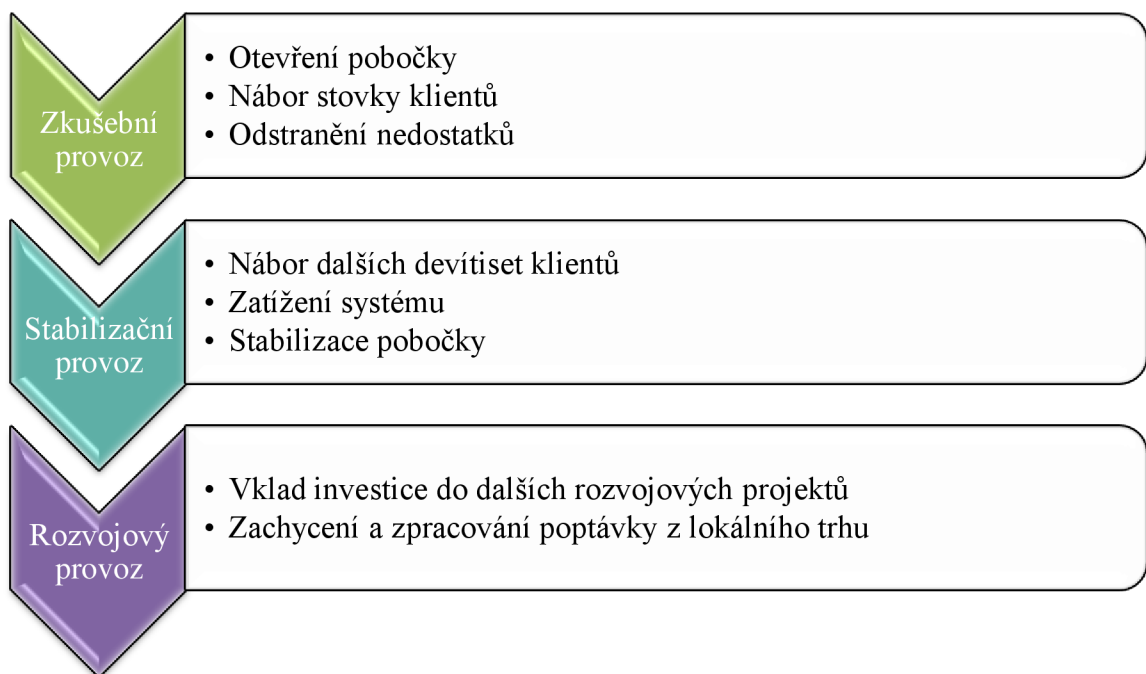 Zkušební
provoz
• Otevření pobočky
• Nábor stovky klientů
• Odstranění nedostatků
Stabilizační
provoz
• Nábor dalších devítiset klientů
• Zatížení systému
• Stabilizace pobočky
Rozvojový
provoz
• Vklad investice do dalších rozvojových projektů
• Zachycení a zpracování poptávky z lokálního trhu